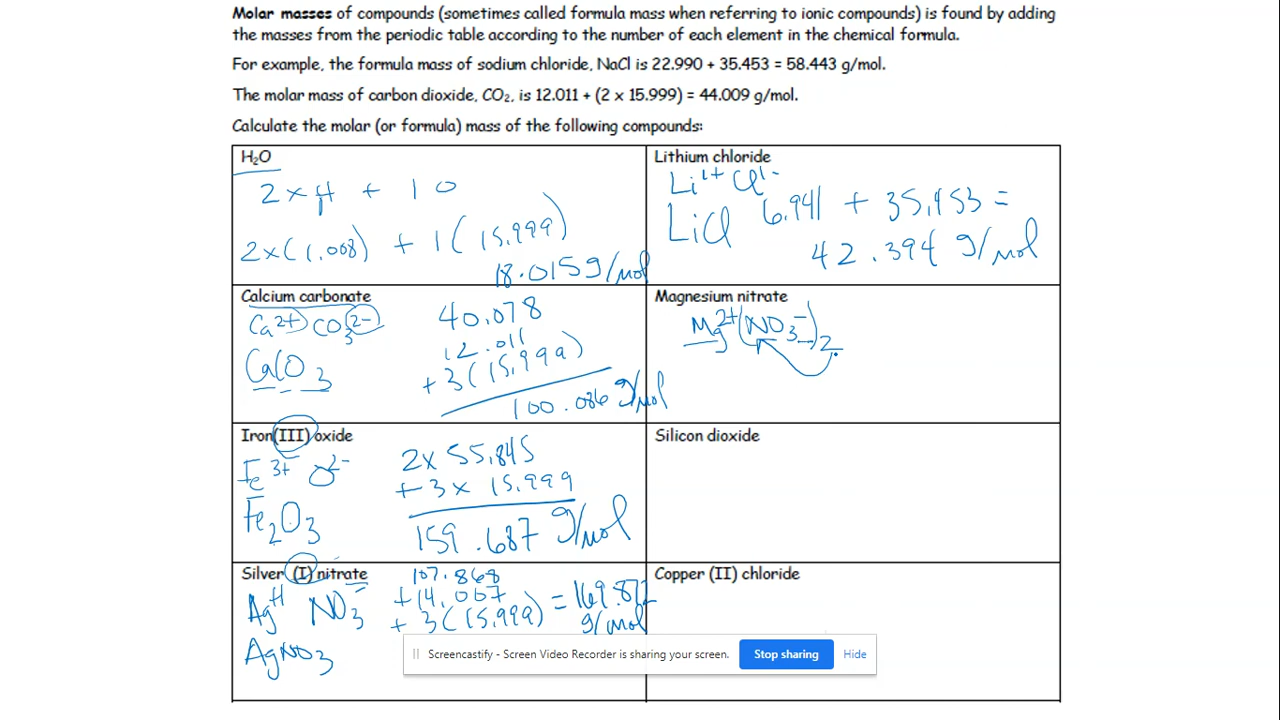 Molar masses of compounds (sometimes called formula mass when referring to ionic compounds) is found by adding
the masses from the periodic table according to the number of each element in the chemical formula.
For example, the formula mass of sodium chloride, NaCl is 22.990 + 35.453 = 58.443 g/mol.
The molar mass of carbon dioxide, CO₂, is 12.011 + (2 x 15.999) = 44.009 g/mol.
Calculate the molar (or formula) mass of the following compounds:
H₂O
2 x H + 1 O
2x(1.008) + 1(15.999)
18.015g/mol
Lithium chloride
Li¹⁺ Cl¹⁻
LiCl 6.941 + 35.453 =
42.394 g/mol
Calcium carbonate
Ca²⁺ CO₃²⁻
CaCO₃
40.078
12.011
+ 3(15.999)
100.086 g/mol
Magnesium nitrate
Mg²⁺(NO₃⁻)₂
Iron(III) oxide
Fe³⁺ O²⁻
Fe₂O₃
2x 55.845
+ 3x 15.999
159.687 g/mol
Silicon dioxide
Silver (I) nitrate
Ag⁺¹ NO₃
AgNO₃
107.868
+14.007
+ 3(15.999) = 169.872
g/mol
Copper (II) chloride
Screencastify - Screen Video Recorder is sharing your screen.
Stop sharing
Hide